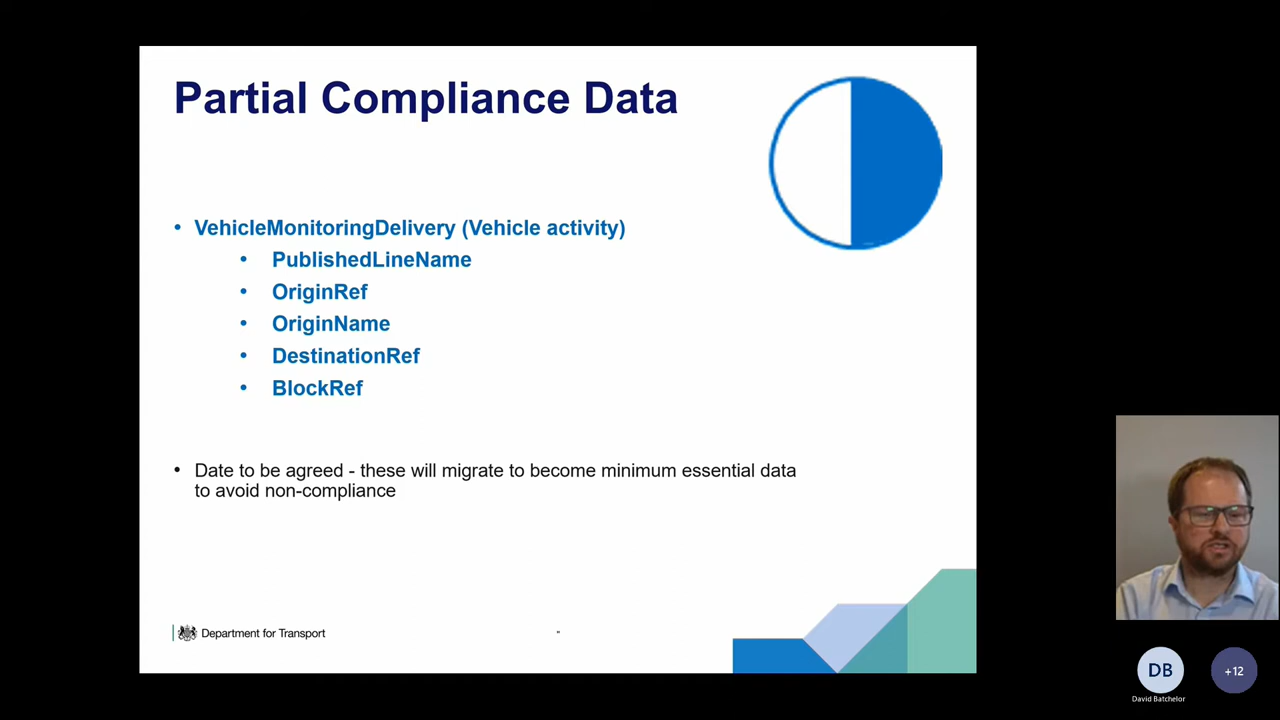 Partial Compliance Data
• VehicleMonitoringDelivery (Vehicle activity)
• PublishedLineName
• OriginRef
• OriginName
• DestinationRef
• BlockRef
• Date to be agreed - these will migrate to become minimum essential data
to avoid non-compliance
Department for Transport
"
DB
+12
David Batchelor